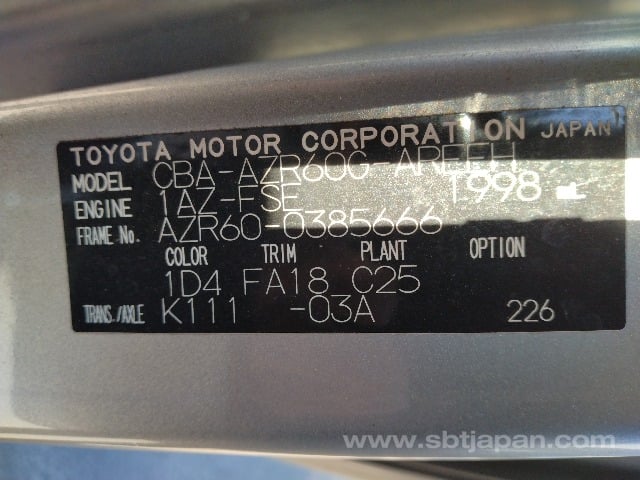 TOYOTA MOTOR CORPORATION JAPAN
MODEL CBA-AZR60G-AREEH
ENGINE 1AZ-FSE 1998
FRAME No. AZR60-0385666
COLOR TRIM PLANT OPTION
1D4 FA18 C25
TRANS./AXLE K111 -03A 226
www.sbtjapan.com